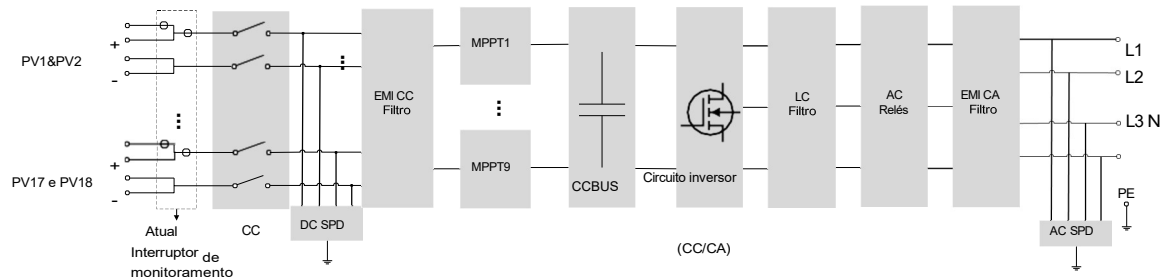 PV1&PV2
+
-
PV17 e PV18
+
-
Atual
Interruptor de
monitoramento
CC
DC SPD
EMI CC
Filtro
MPPT1
MPPT9
CCBUS
Circuito inversor
(CC/CA)
LC
Filtro
AC
Relés
EMI CA
Filtro
L1
L2
L3 N
PE
AC SPD